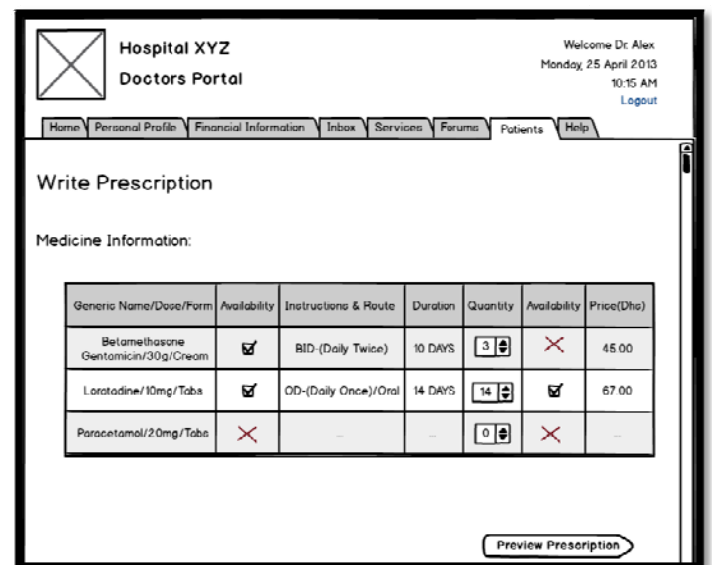 Hospital XYZ
Doctors Portal
Welcome Dr. Alex
Monday, 25 April 2013
10:15 AM
Logout
Home Personal Profile Financial Information Inbox Services Forums Patients Help
Write Prescription
Medicine Information:
Generic Name/Dose/Form Availability Instructions & Route Duration Quantity Availability Price(Dhs)
Betamethasone
Gentamicin/30g/Cream BID-(Daily Twice) 10 DAYS 3 45.00
Loratadine/10mg/Tabs OD-(Daily Once)/Oral 14 DAYS 14 67.00
Paracetamol/20mg/Tabs ... ... 0 ...
Preview Prescription